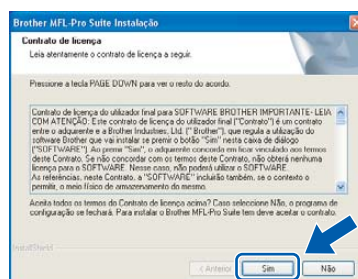 Brother MFL-Pro Suite Instalação
Contrato de licença
Leia atentamente o contrato de licença a seguir.
Pressione a tecla PAGE DOWN para ver o resto do acordo.
Contrato de licença do utilizador final para SOFTWARE BROTHER IMPORTANTE- LEIA
COM ATENÇÃO: Este contrato de licença do utilizador final ("Contrato") é um contrato
entre o adquirente e a Brother Industries, Ltd. ("Brother"), que regula a utilização do
software Brother que vai instalar se premir o botão "Sim" nesta caixa de diálogo
("SOFTWARE"). Ao premir "Sim", o adquirente concorda em ficar vinculado aos termos
deste Contrato. Se não concordar com os termos deste Contrato, não obterá nenhuma
licença para o SOFTWARE. Nesse caso, não poderá utilizar o SOFTWARE.
As referências, neste Contrato, a "SOFTWARE" incluirão também, se o contexto o
permitir, o meio físico de armazenamento do mesmo.
Aceita todos os termos do Contrato de licença acima? Caso seleccione Não, o programa de
configuração se fechará. Para instalar o Brother MFL-Pro Suite tem deve aceitar o contrato.
InstallShield
< Anterior
Sim
Não